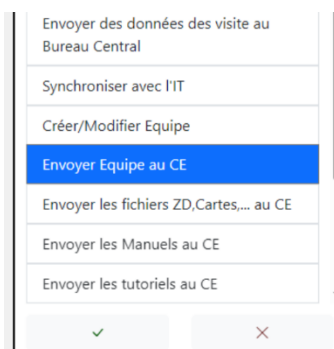 Envoyer des données des visite au
Bureau Central
Synchroniser avec l'IT
Créer/Modifier Equipe
Envoyer Equipe au CE
Envoyer les fichiers ZD,Cartes,... au CE
Envoyer les Manuels au CE
Envoyer les tutoriels au CE